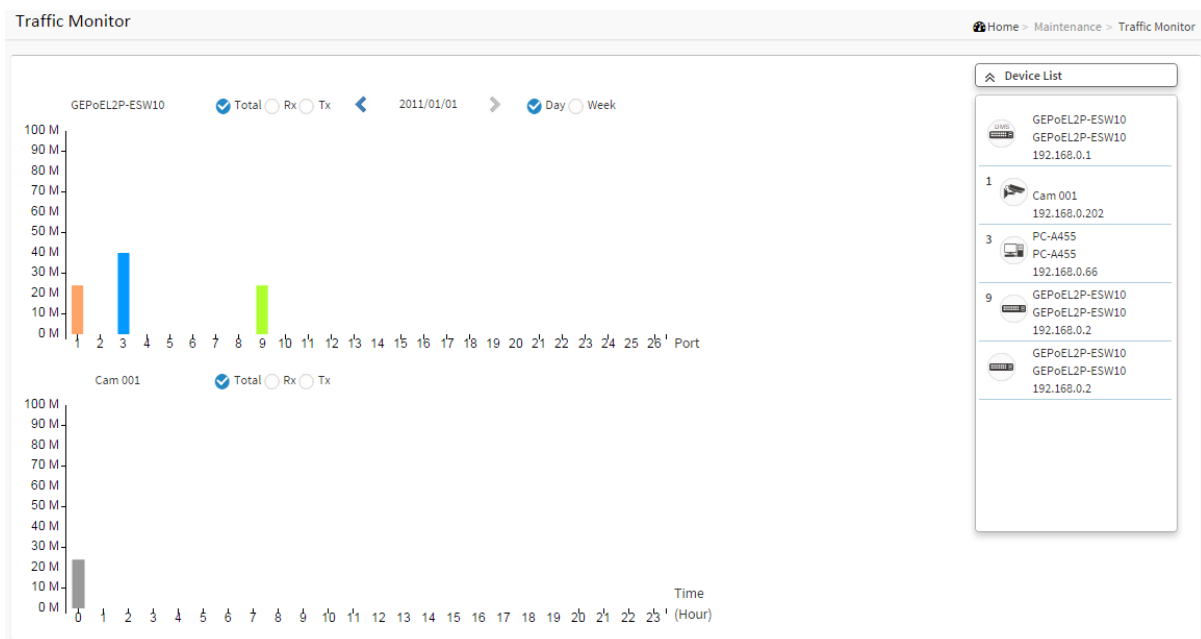 Traffic Monitor
Home > Maintenance > Traffic Monitor
Device List
GEPoEL2P-ESW10 Total Rx Tx 2011/01/01 Day Week
100 M
90 M
80 M
70 M
60 M
50 M
40 M
30 M
20 M
10 M
0 M
1 2 3 4 5 6 7 8 9 10 11 12 13 14 15 16 17 18 19 20 21 22 23 24 25 26 Port
Cam 001 Total Rx Tx
100 M
90 M
80 M
70 M
60 M
50 M
40 M
30 M
20 M
10 M
0 M
0 1 2 3 4 5 6 7 8 9 10 11 12 13 14 15 16 17 18 19 20 21 22 23
Time
(Hour)
DMS
GEPoEL2P-ESW10
GEPoEL2P-ESW10
192.168.0.1
1
Cam 001
192.168.0.202
3
PC-A455
PC-A455
192.168.0.66
9
GEPoEL2P-ESW10
GEPoEL2P-ESW10
192.168.0.2
GEPoEL2P-ESW10
GEPoEL2P-ESW10
192.168.0.2